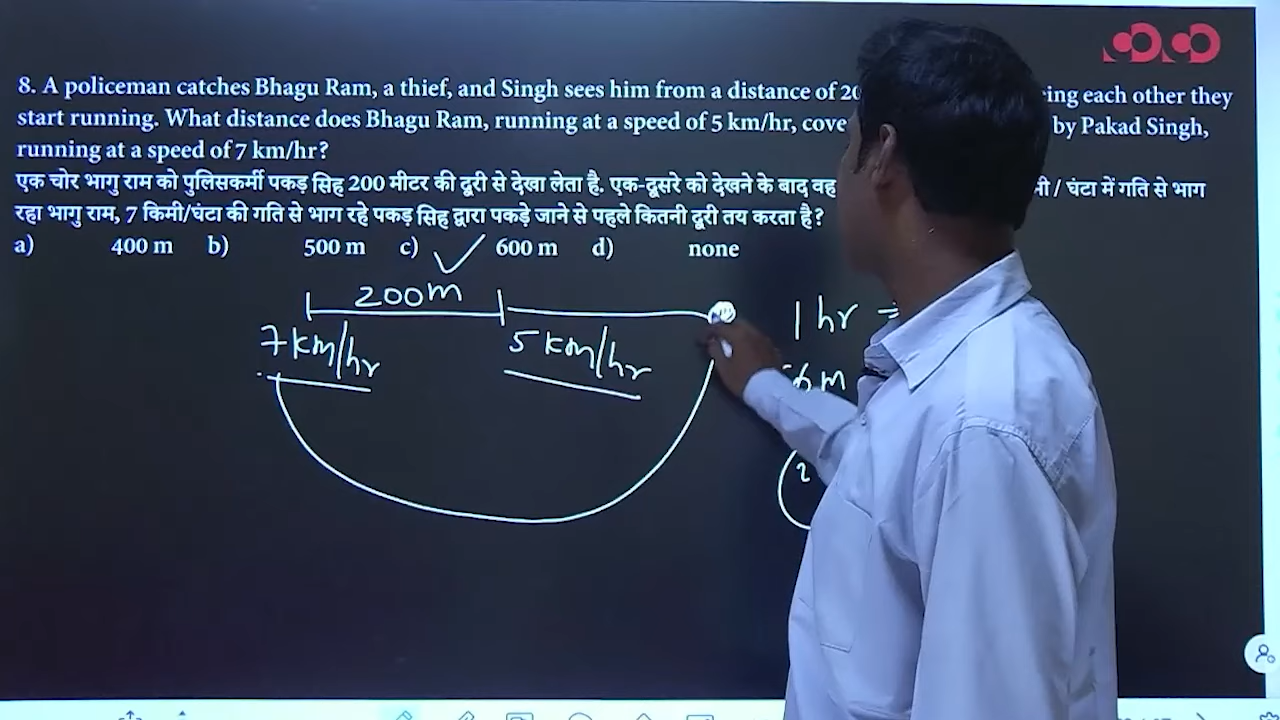 8. A policeman catches Bhagu Ram, a thief, and Singh sees him from a distance of 20 each other they
start running. What distance does Bhagu Ram, running at a speed of 5 km/hr, by Pakad Singh,
running at a speed of 7 km/hr?
एक चोर भागु राम को पुलिसकर्मी पकड़ सिह 200 मीटर की दूरी से देखा लेता है. एक-दूसरे को देखने के बाद वह / घंटा में गति से भाग
रहा भागु राम, 7 किमी/घंटा की गति से भाग रहे पकड़ सिह द्वारा पकड़े जाने से पहले कितनी दूरी तय करता है?
a) 400 m b) 500 m c) 600 m d) none
200m
7km/hr 5km/hr 1 hr